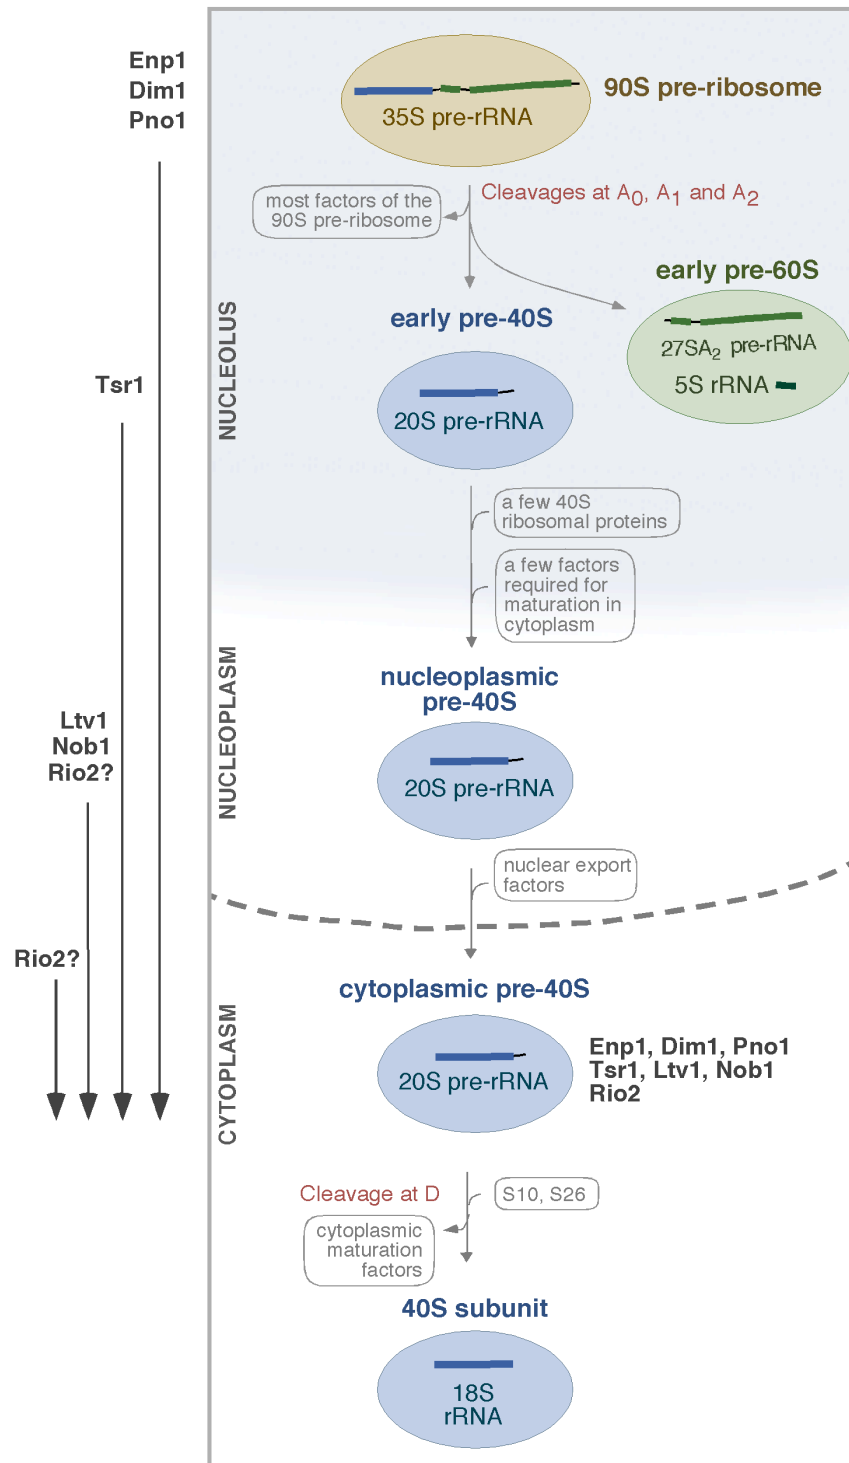 Enp1
Dim1
Pno1
90S pre-ribosome
35S pre-rRNA
Cleavages at A0, A1 and A2
most factors of the
90S pre-ribosome
early pre-60S
27SA2 pre-rRNA
5S rRNA
early pre-40S
20S pre-rRNA
NUCLEOLUS
Tsr1
a few 40S
ribosomal proteins
a few factors
required for
maturation in
cytoplasm
NUCLEOPLASM
nucleoplasmic
pre-40S
20S pre-rRNA
Ltv1
Nob1
Rio2?
nuclear export
factors
Rio2?
CYTOPLASM
cytoplasmic pre-40S
20S pre-rRNA
Enp1, Dim1, Pno1
Tsr1, Ltv1, Nob1
Rio2
Cleavage at D
S10, S26
cytoplasmic
maturation
factors
40S subunit
18S
rRNA